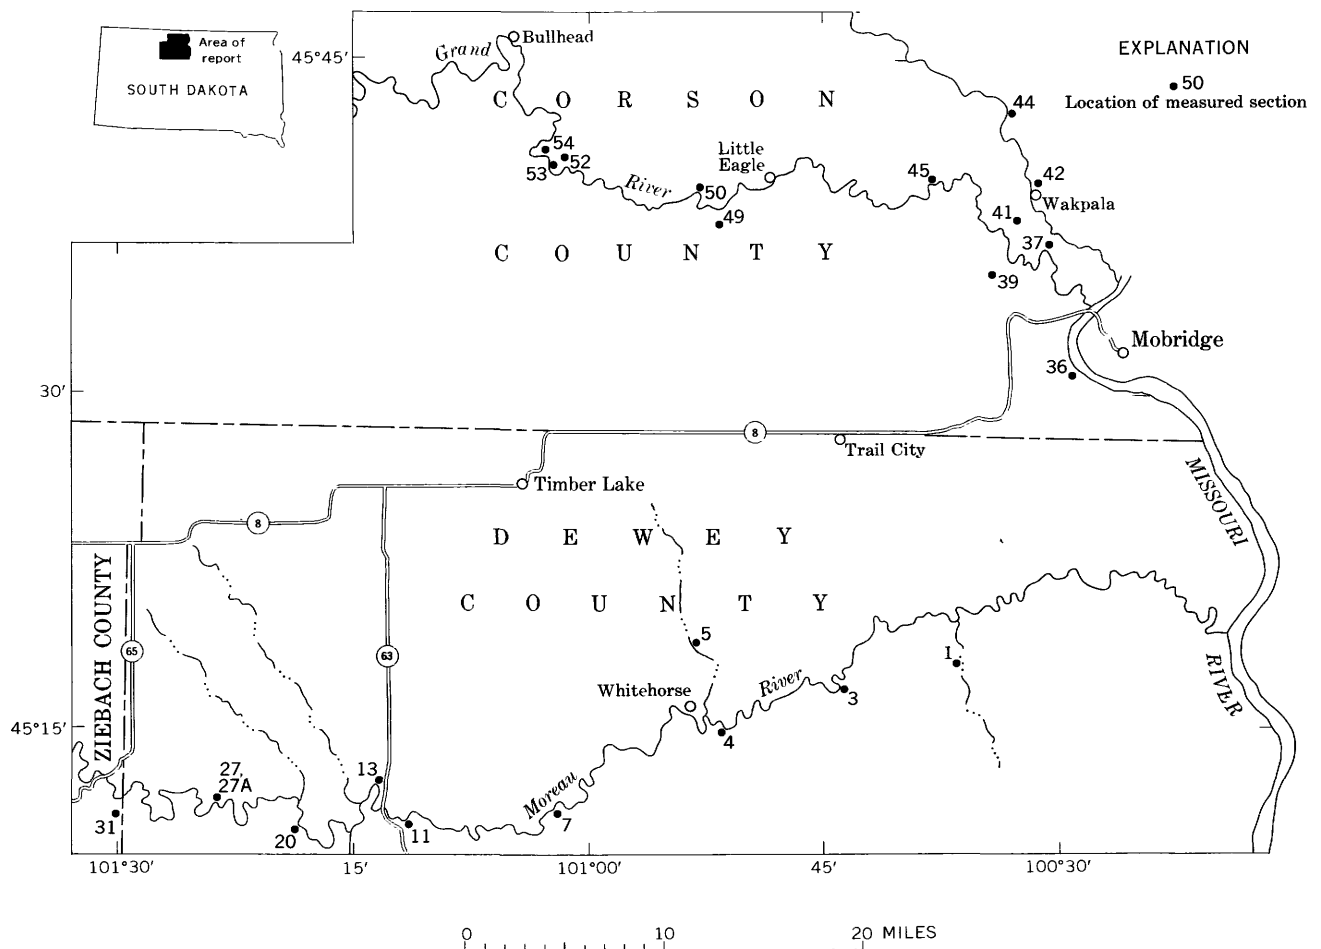 Area of
report
SOUTH DAKOTA
45°45'
Grand
Bullhead
EXPLANATION
50
Location of measured section
C O R S O N
44
54
53
52
Little
Eagle
River
50
49
45
42
Wakpala
41
37
39
C O U N T Y
Mobridge
36
30'
8
Trail City
Timber Lake
8
MISSOURI
D E W E Y
C O U N T Y
ZIEBACH COUNTY
65
63
5
1
River
3
RIVER
Whitehorse
4
45°15'
27,
27A
13
Moreau
31
20
11
7
101°30'
15'
101°00'
45'
100°30'
0 10 20 MILES